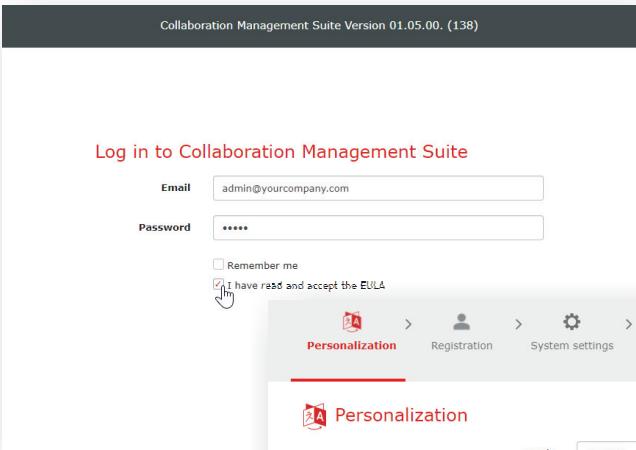 Collaboration Management Suite Version 01.05.00. (138)
Log in to Collaboration Management Suite
Email admin@yourcompany.com
Password •••••
Remember me
I have read and accept the EULA
Personalization > Registration > System settings >
Personalization